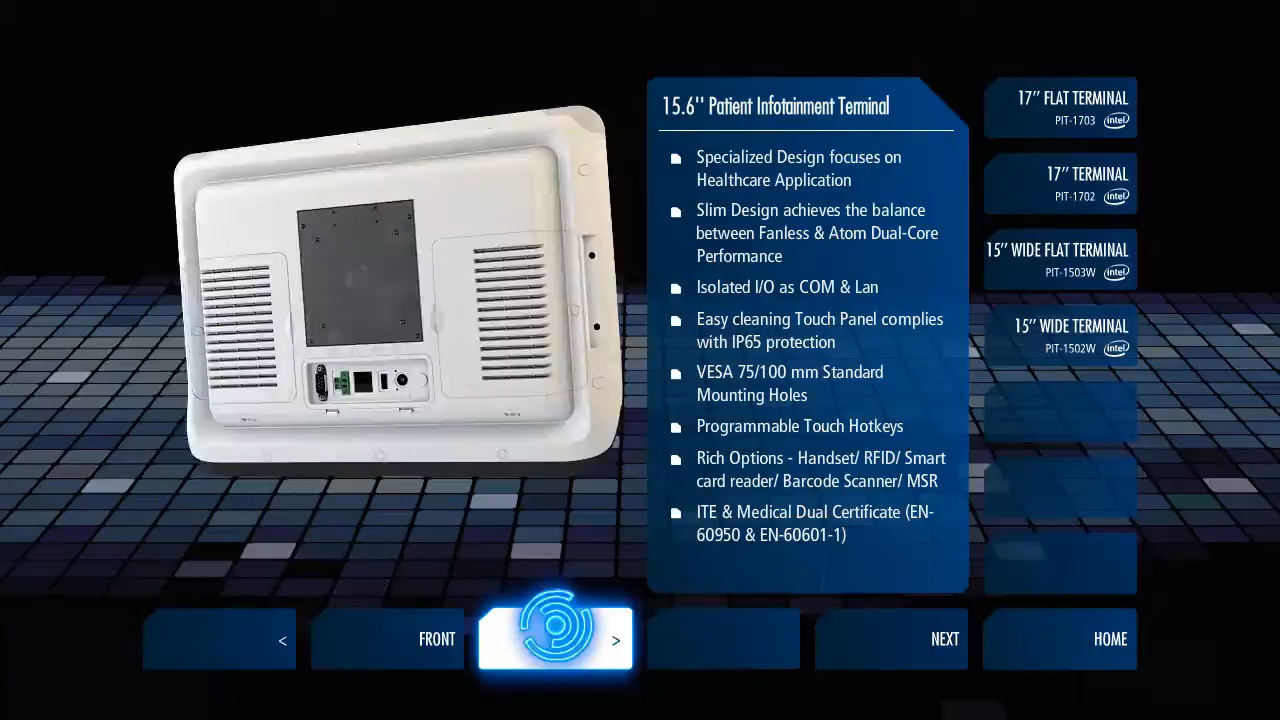 15.6'' Patient Infotainment Terminal
Specialized Design focuses on
Healthcare Application
Slim Design achieves the balance
between Fanless & Atom Dual-Core
Performance
Isolated I/O as COM & Lan
Easy cleaning Touch Panel complies
with IP65 protection
VESA 75/100 mm Standard
Mounting Holes
Programmable Touch Hotkeys
Rich Options - Handset/ RFID/ Smart
card reader/ Barcode Scanner/ MSR
ITE & Medical Dual Certificate (EN-
60950 & EN-60601-1)
17’’ FLAT TERMINAL
PIT-1703 intel
17’’ TERMINAL
PIT-1702 intel
15’’ WIDE FLAT TERMINAL
PIT-1503W intel
15’’ WIDE TERMINAL
PIT-1502W intel
<
FRONT
>
NEXT
HOME